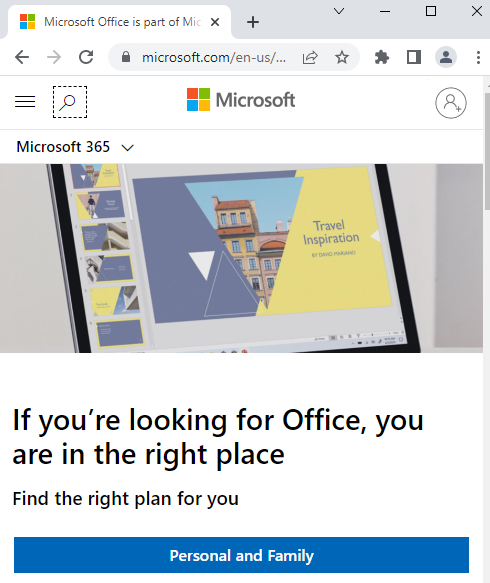 Microsoft Office is part of Mic
microsoft.com/en-us/...
Microsoft
Microsoft 365
Travel
Inspiration
BY DAVID MARIANO
If you’re looking for Office, you
are in the right place
Find the right plan for you
Personal and Family